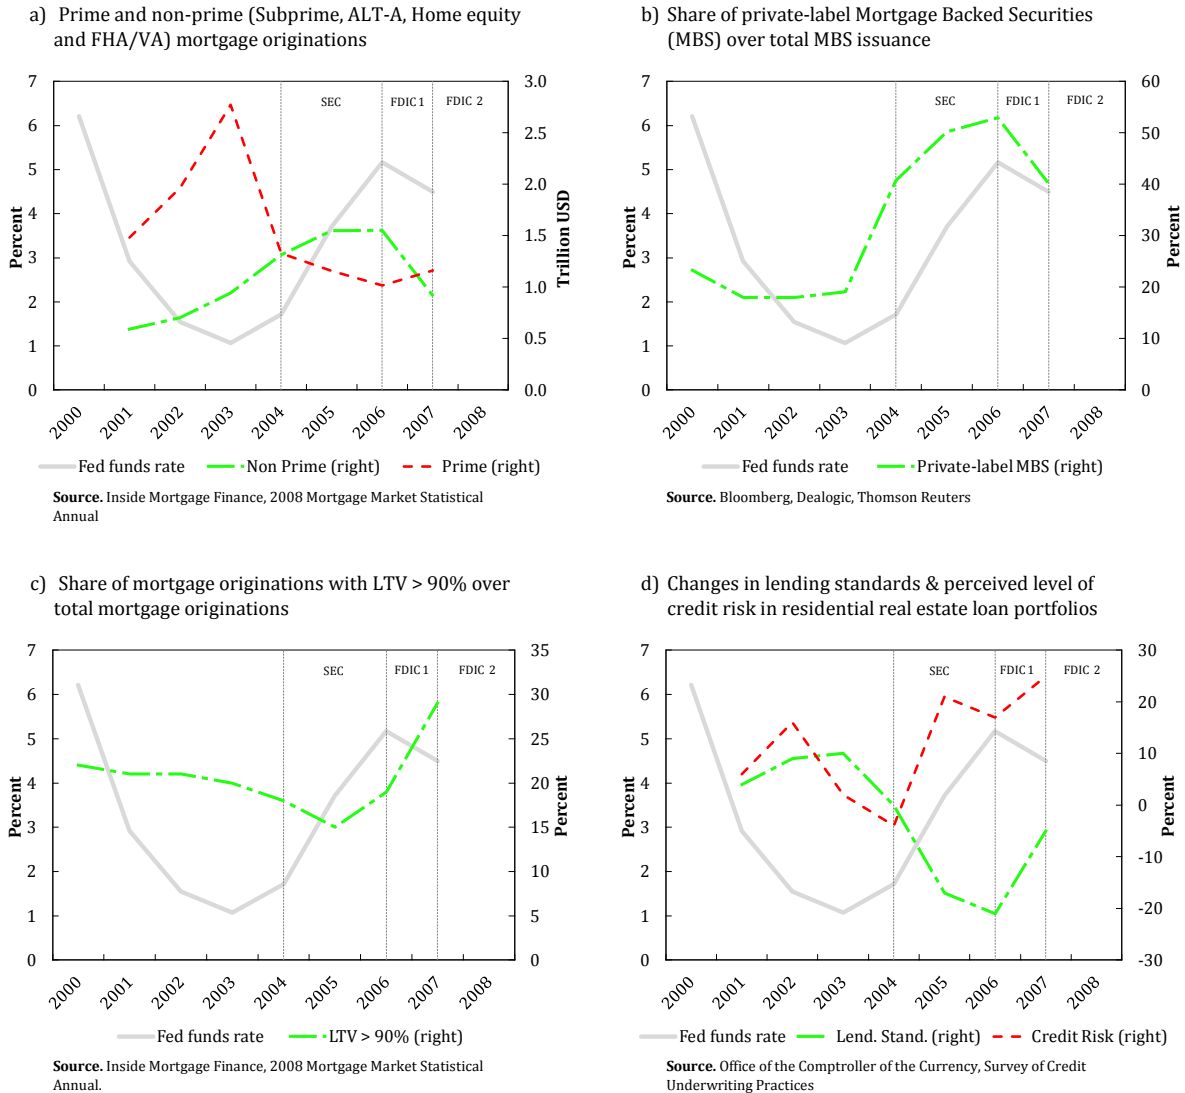 a) Prime and non-prime (Subprime, ALT-A, Home equity
and FHA/VA) mortgage originations
7
6
5
4
3
2
1
0
Percent
3.0
2.5
2.0
1.5
1.0
0.5
0.0
Trillion USD
SEC
FDIC 1
FDIC 2
2000
2001
2002
2003
2004
2005
2006
2007
2008
Fed funds rate
Non Prime (right)
Prime (right)
Source. Inside Mortgage Finance, 2008 Mortgage Market Statistical
Annual
b) Share of private-label Mortgage Backed Securities
(MBS) over total MBS issuance
7
6
5
4
3
2
1
0
Percent
60
50
40
30
20
10
0
Percent
SEC
FDIC 1
FDIC 2
2000
2001
2002
2003
2004
2005
2006
2007
2008
Fed funds rate
Private-label MBS (right)
Source. Bloomberg, Dealogic, Thomson Reuters
c) Share of mortgage originations with LTV > 90% over
total mortgage originations
7
6
5
4
3
2
1
0
Percent
35
30
25
20
15
10
5
0
Percent
SEC
FDIC 1
FDIC 2
2000
2001
2002
2003
2004
2005
2006
2007
2008
Fed funds rate
LTV > 90% (right)
Source. Inside Mortgage Finance, 2008 Mortgage Market Statistical
Annual.
d) Changes in lending standards & perceived level of
credit risk in residential real estate loan portfolios
7
6
5
4
3
2
1
0
Percent
30
20
10
0
-10
-20
-30
Percent
SEC
FDIC 1
FDIC 2
2000
2001
2002
2003
2004
2005
2006
2007
2008
Fed funds rate
Lend. Stand. (right)
Credit Risk (right)
Source. Office of the Comptroller of the Currency, Survey of Credit
Underwriting Practices